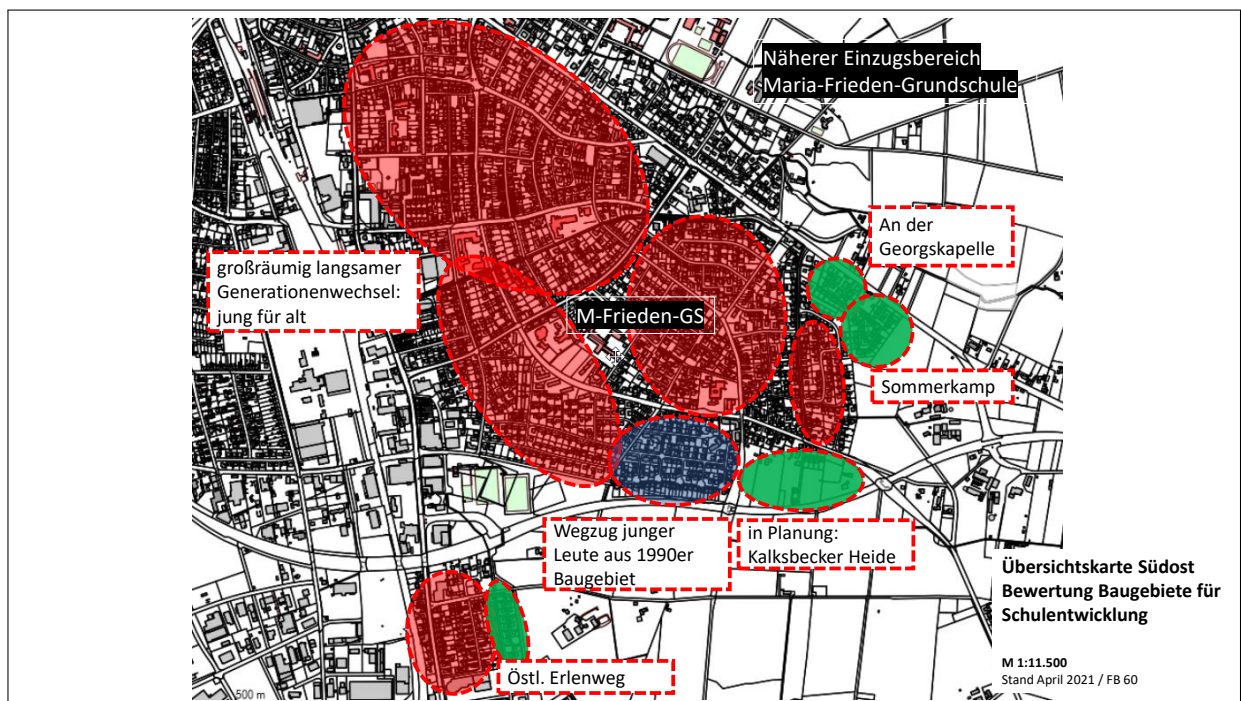 Näherer Einzugsbereich
Maria-Frieden-Grundschule
An der
Georgskapelle
großräumig langsamer
Generationenwechsel:
jung für alt
M-Frieden-GS
Sommerkamp
Wegzug junger
Leute aus 1990er
Baugebiet
in Planung:
Kalksbecker Heide
Übersichtskarte Südost
Bewertung Baugebiete für
Schulentwicklung
M 1:11.500
Stand April 2021 / FB 60
Östl. Erlenweg
500 m